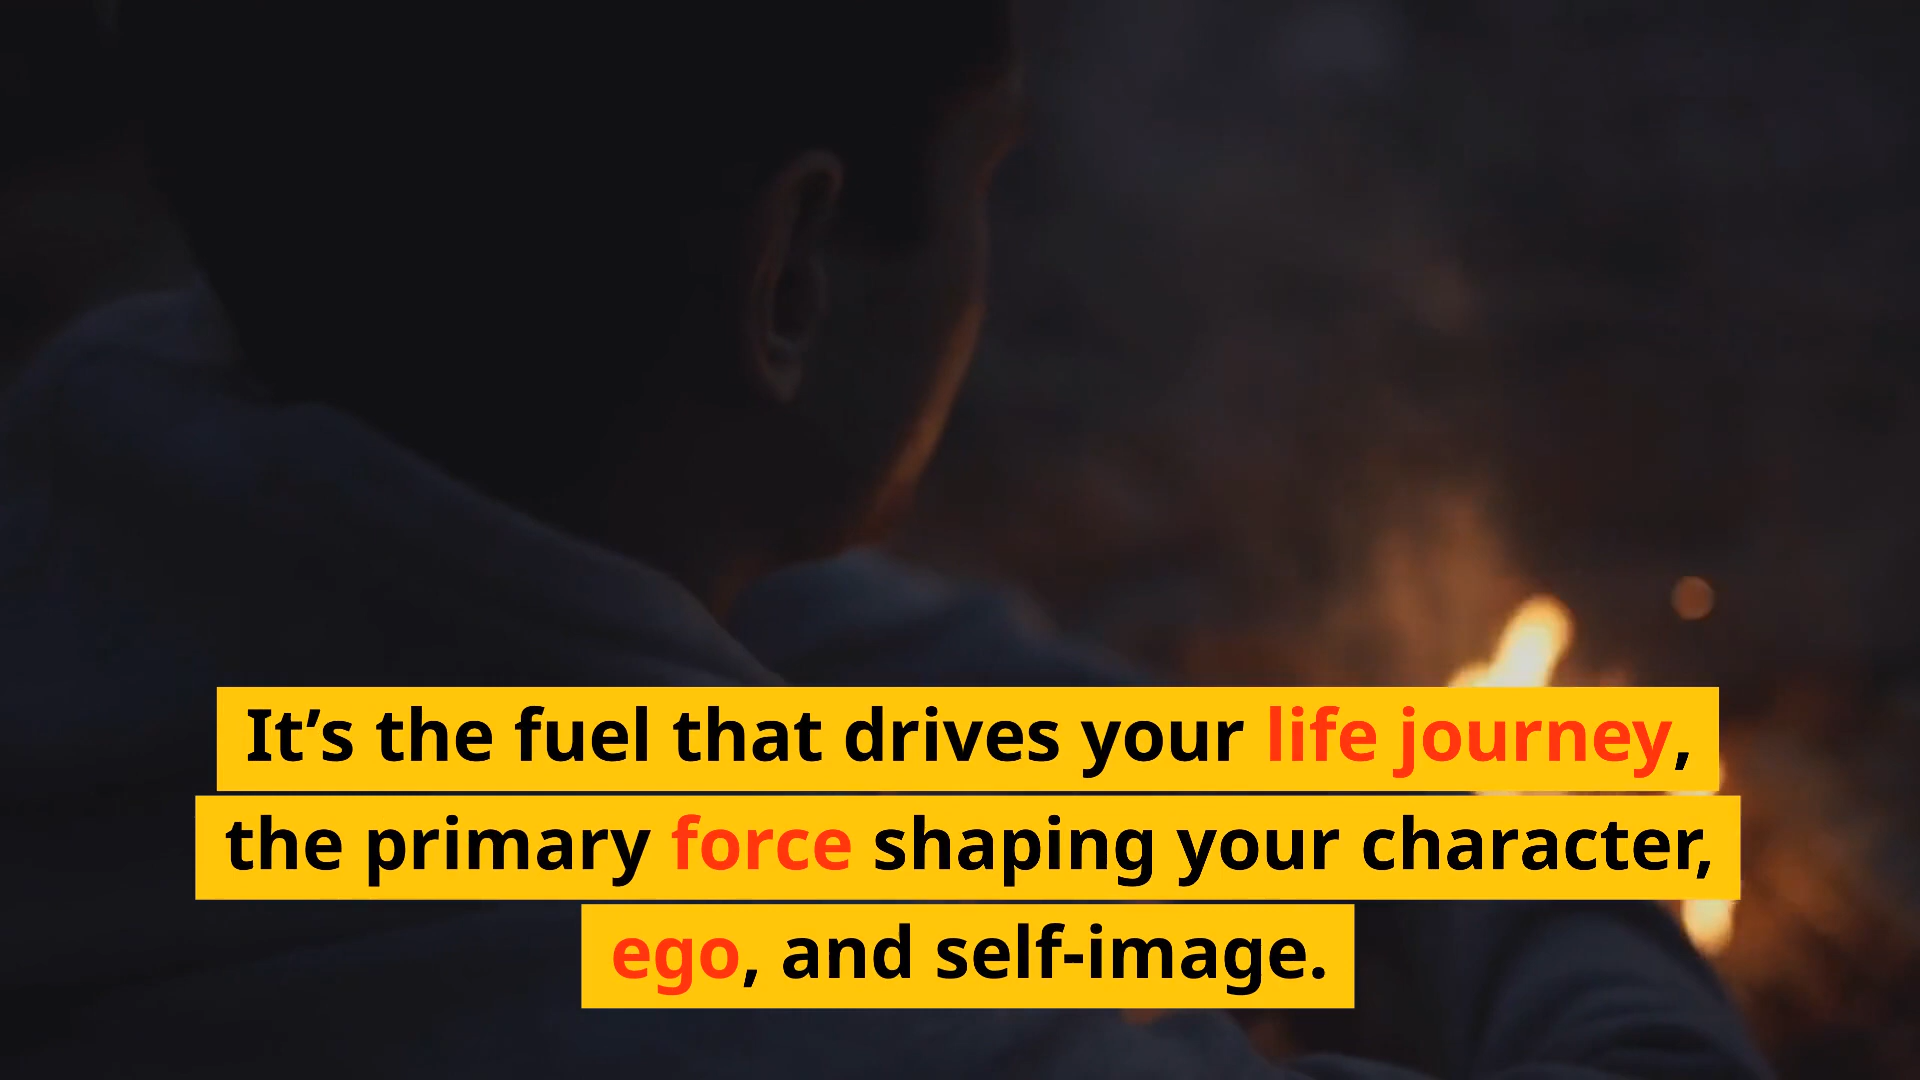 It’s the fuel that drives your life journey,
the primary force shaping your character,
ego, and self-image.